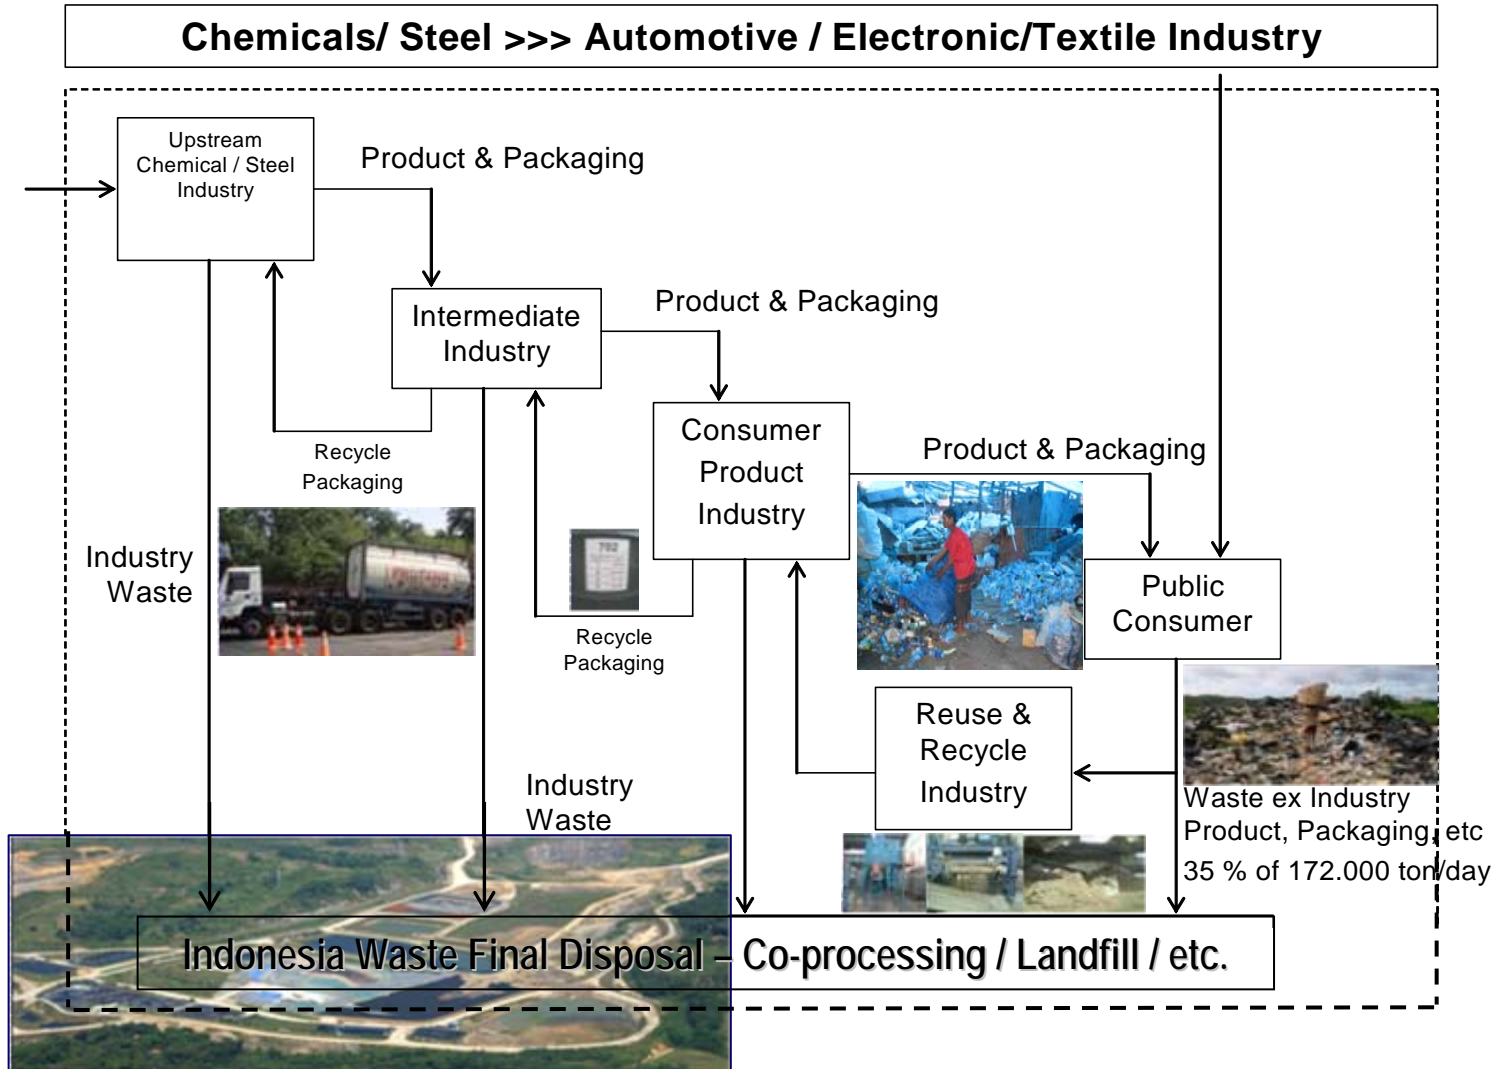 Chemicals/ Steel >>> Automotive / Electronic/Textile Industry
Upstream
Chemical / Steel
Industry
Product & Packaging
Intermediate
Industry
Product & Packaging
Recycle
Packaging
Consumer
Product
Industry
Product & Packaging
702
Industry
Waste
Recycle
Packaging
Public
Consumer
Reuse &
Recycle
Industry
Industry
Waste
Waste ex Industry
Product, Packaging, etc
35 % of 172.000 ton/day
Indonesia Waste Final Disposal – Co-processing / Landfill / etc.